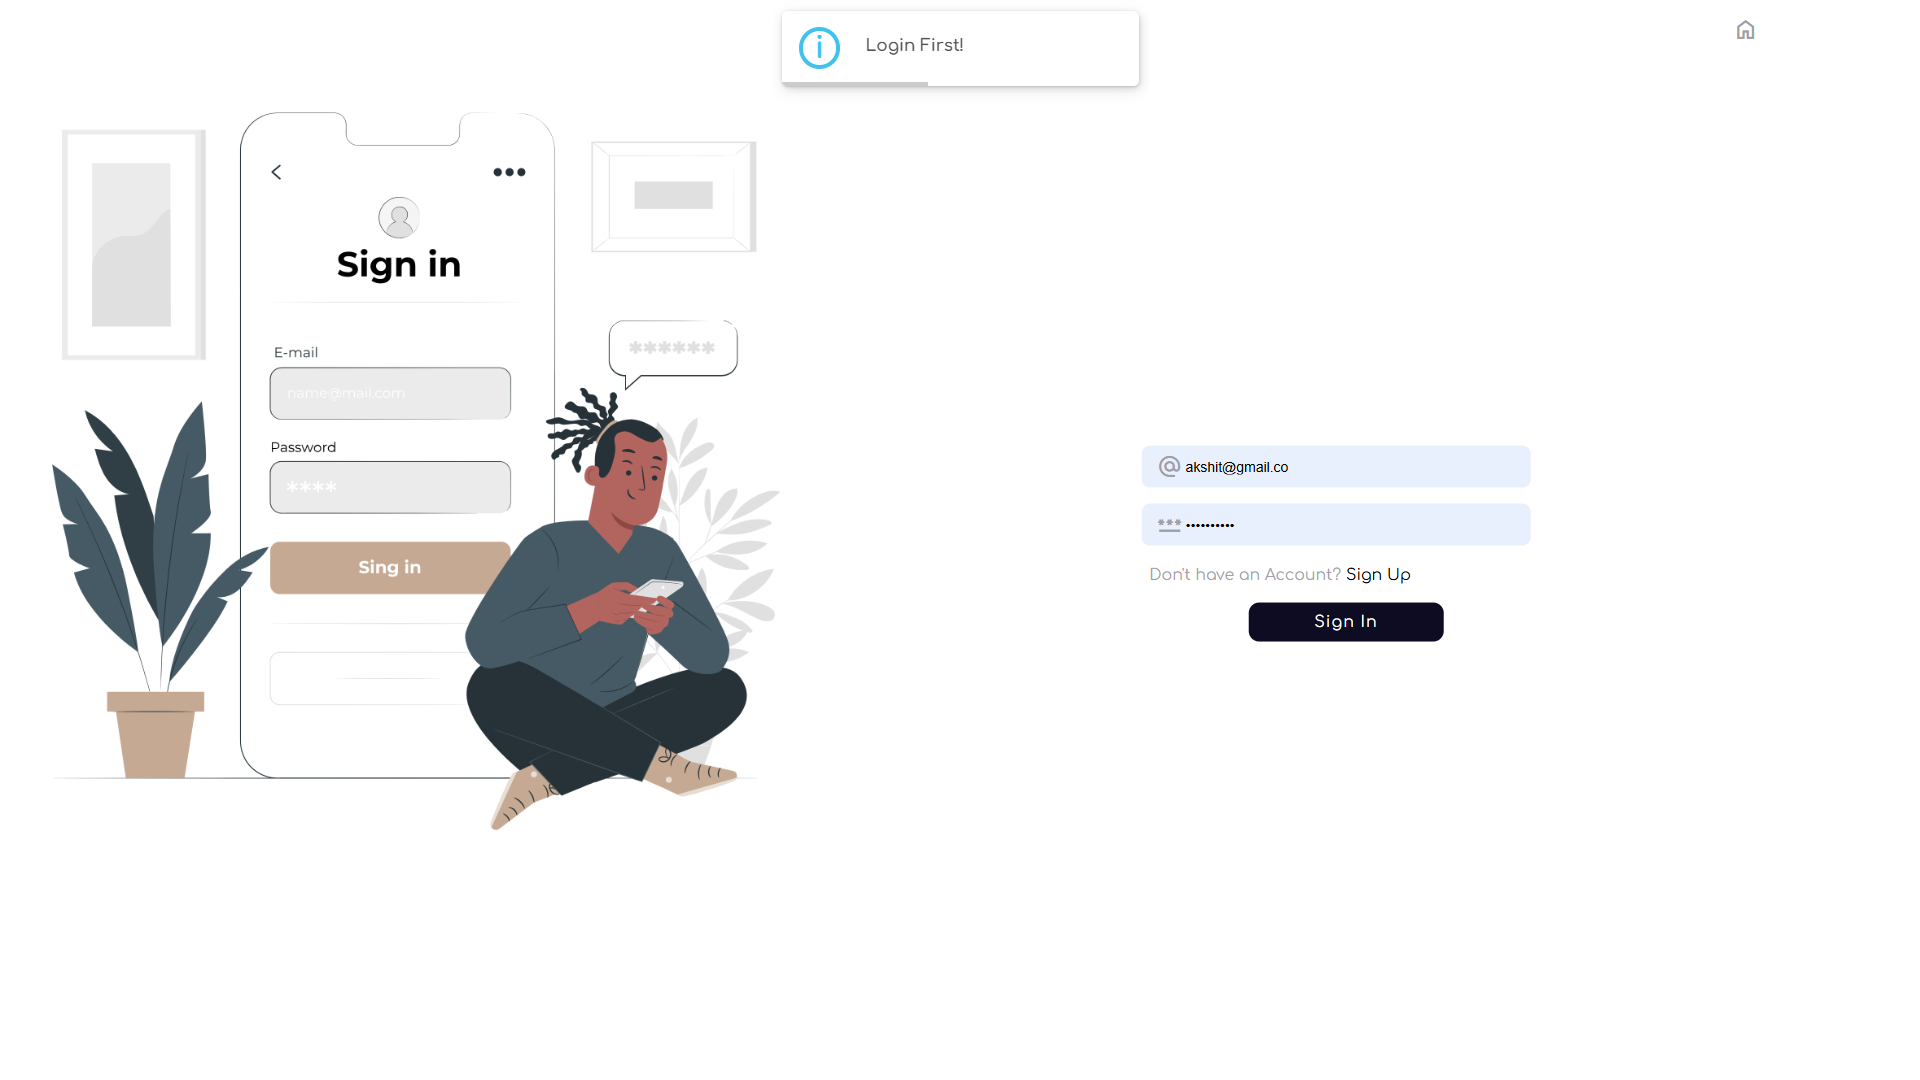 Login First!
Sign in
E-mail
name@mail.com
Password
****
Sing in
******
akshit@gmail.co
***
••••••••••
Don't have an Account? Sign Up
Sign In